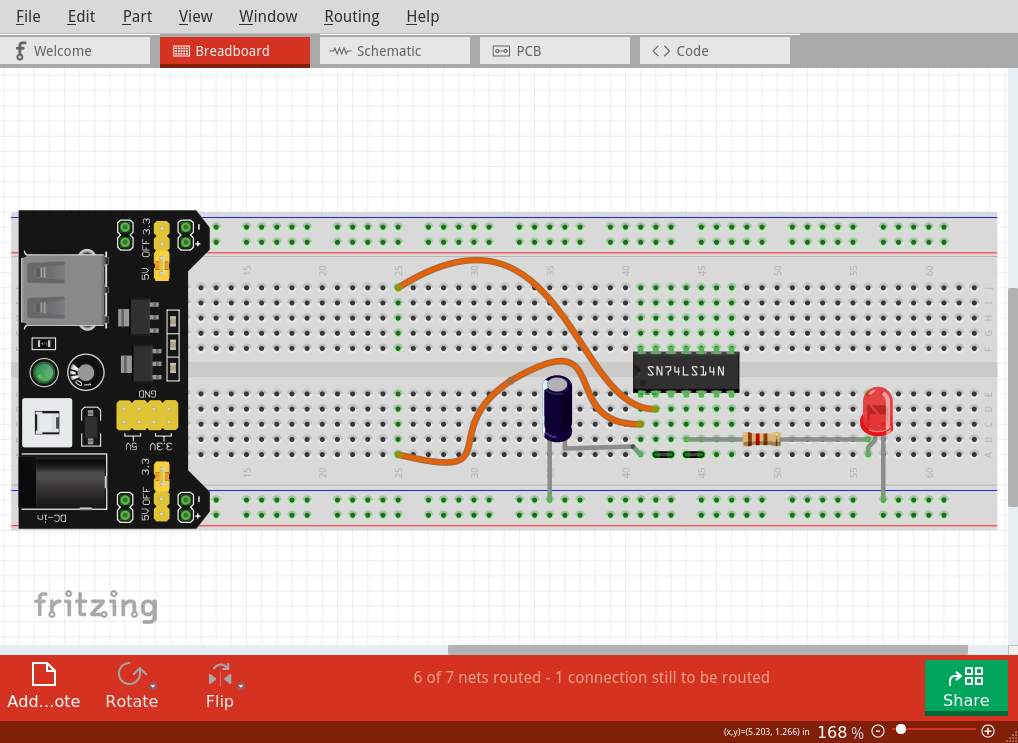 File Edit Part View Window Routing Help
Welcome Breadboard Schematic PCB Code
5V OFF 3.3
- +
15 20 25 30 35 40 45 50 55 60
J
I
H
G
F
SN74LS14N
GND
5V 3.3V
E
D
C
B
A
15 20 25 30 35 40 45 50 55 60
5V OFF 3.3
- +
DC-in
fritzing
Add...ote Rotate Flip
6 of 7 nets routed - 1 connection still to be routed
Share
(x,y)=(5.203, 1.266) in 168 %